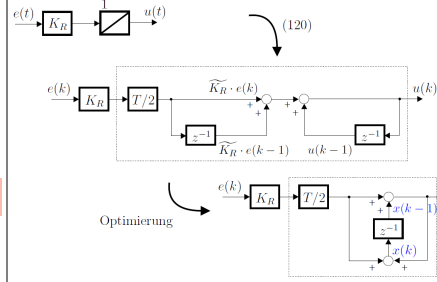 1
e(t) K_R u(t)
(120)
e(k) K_R T/2 \widetilde{K_R} · e(k) u(k)
+ + + +
z^{-1} z^{-1}
\widetilde{K_R} · e(k − 1) u(k − 1)
e(k) K_R T/2
+ + x(k − 1)
z^{-1}
Optimierung
x(k)
+ +